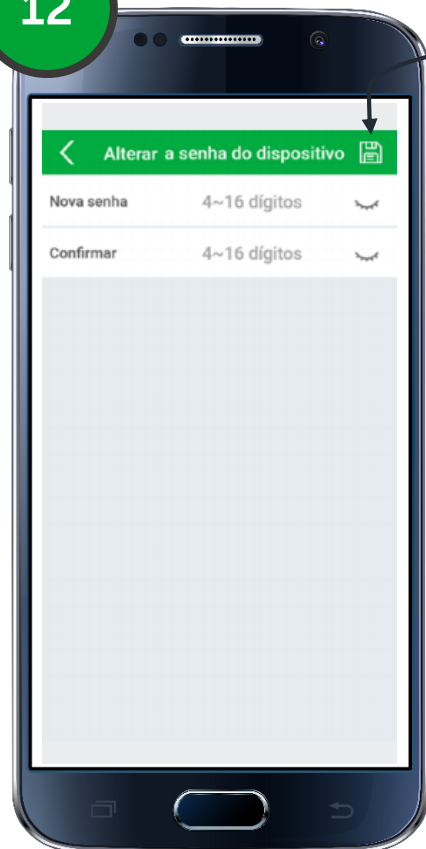 12
Alterar a senha do dispositivo
Nova senha 4~16 dígitos
Confirmar 4~16 dígitos